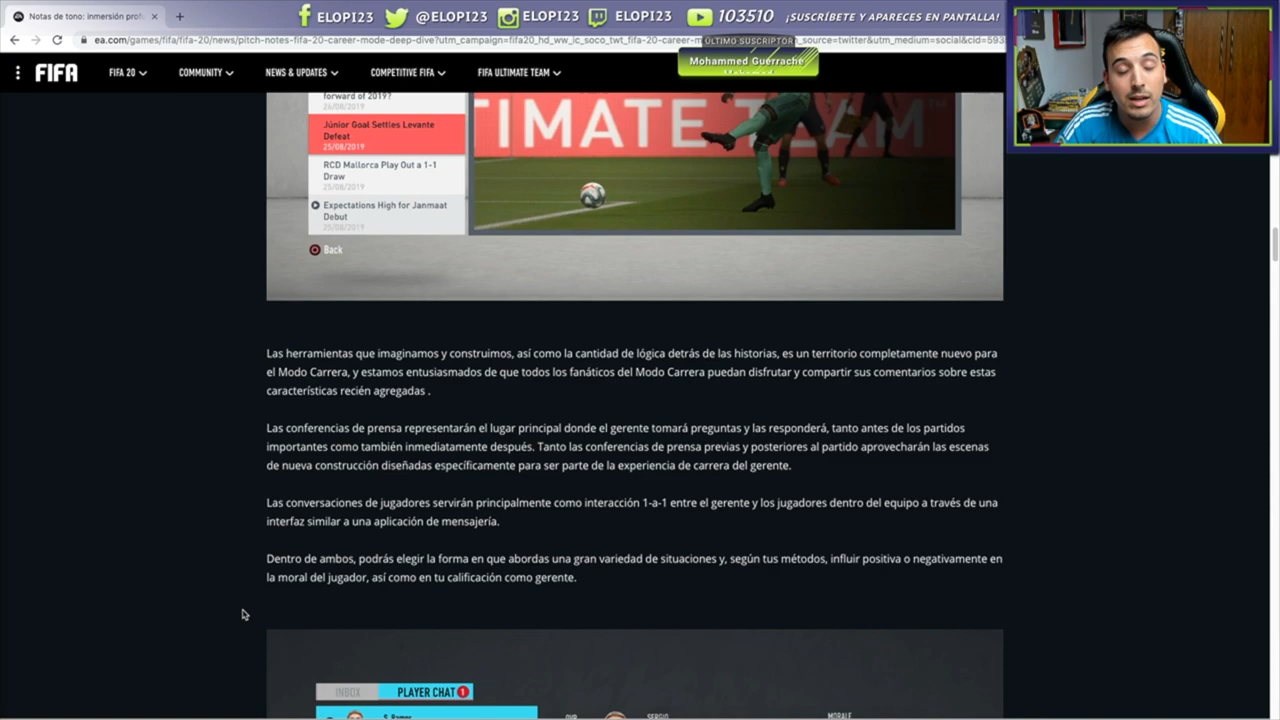 Notas de tono: inmersión prof
ELOPI23
@ELOPI23
ELOPI23
ELOPI23
103510
¡SUSCRÍBETE Y APARECES EN PANTALLA!
ea.com/games/fifa/fifa-20/news/pitch-notes-fifa-20-career-mode-deep-dive?utm_campaign=fifa20_hd_ww_ic_soco_twt_fifa-20-career-m
_source=twitter&utm_medium=social&cid=593
ÚLTIMO SUSCRIPTOR
Mohammed Guerrache
Mohamed
FIFA
FIFA 20
COMMUNITY
NEWS & UPDATES
COMPETITIVE FIFA
FIFA ULTIMATE TEAM
forward of 2019?
26/08/2019
Júnior Goal Settles Levante
Defeat
25/08/2019
RCD Mallorca Play Out a 1-1
Draw
25/08/2019
Expectations High for Janmaat
Debut
25/08/2019
TIMATE TEAM™
Back
Las herramientas que imaginamos y construimos, así como la cantidad de lógica detrás de las historias, es un territorio completamente nuevo para
el Modo Carrera, y estamos entusiasmados de que todos los fanáticos del Modo Carrera puedan disfrutar y compartir sus comentarios sobre estas
características recién agregadas .
Las conferencias de prensa representarán el lugar principal donde el gerente tomará preguntas y las responderá, tanto antes de los partidos
importantes como también inmediatamente después. Tanto las conferencias de prensa previas y posteriores al partido aprovecharán las escenas
de nueva construcción diseñadas específicamente para ser parte de la experiencia de carrera del gerente.
Las conversaciones de jugadores servirán principalmente como interacción 1-a-1 entre el gerente y los jugadores dentro del equipo a través de una
interfaz similar a una aplicación de mensajería.
Dentro de ambos, podrás elegir la forma en que abordas una gran variedad de situaciones y, según tus métodos, influir positiva o negativamente en
la moral del jugador, así como en tu calificación como gerente.
INBOX
PLAYER CHAT 1
S. Ramos
OVR
SERGIO
MORALE